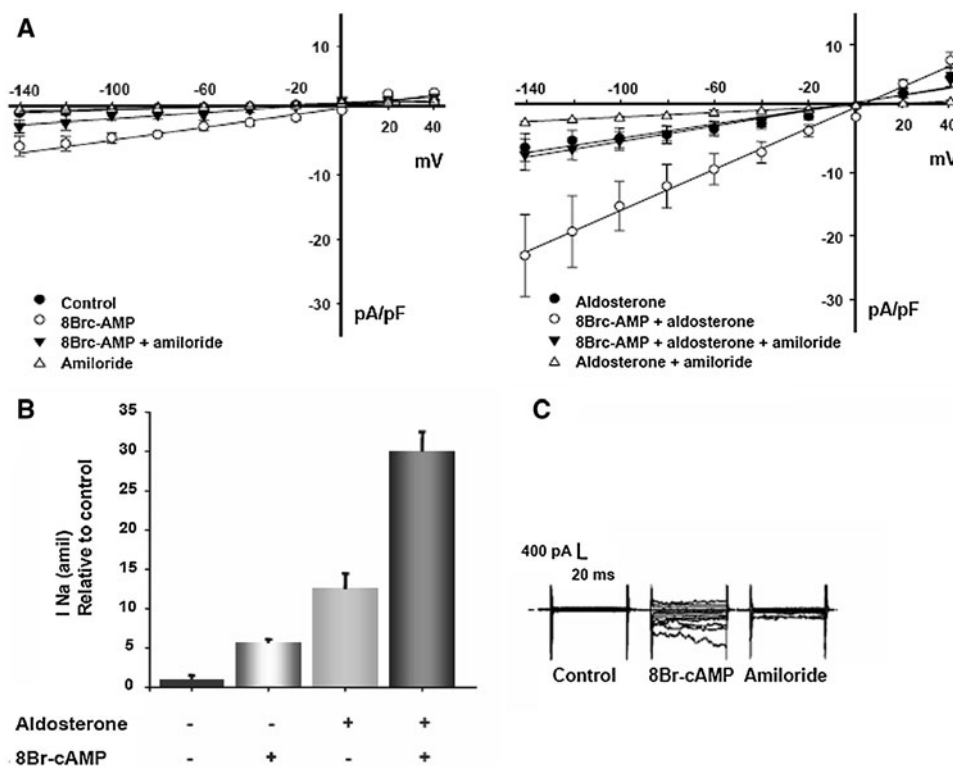 A
10
-140 -100 -60 -20
20 40
mV
-10
-20
-30
pA/pF
Control
8Brc-AMP
8Brc-AMP + amiloride
Amiloride
10
-140 -100 -60 -20
20 40
mV
-10
-20
-30
pA/pF
Aldosterone
8Brc-AMP + aldosterone
8Brc-AMP + aldosterone + amiloride
Aldosterone + amiloride
B
I Na (amil)
Relative to control
35
30
25
20
15
10
5
0
Aldosterone - - + +
8Br-cAMP - + - +
C
400 pA
20 ms
Control 8Br-cAMP Amiloride